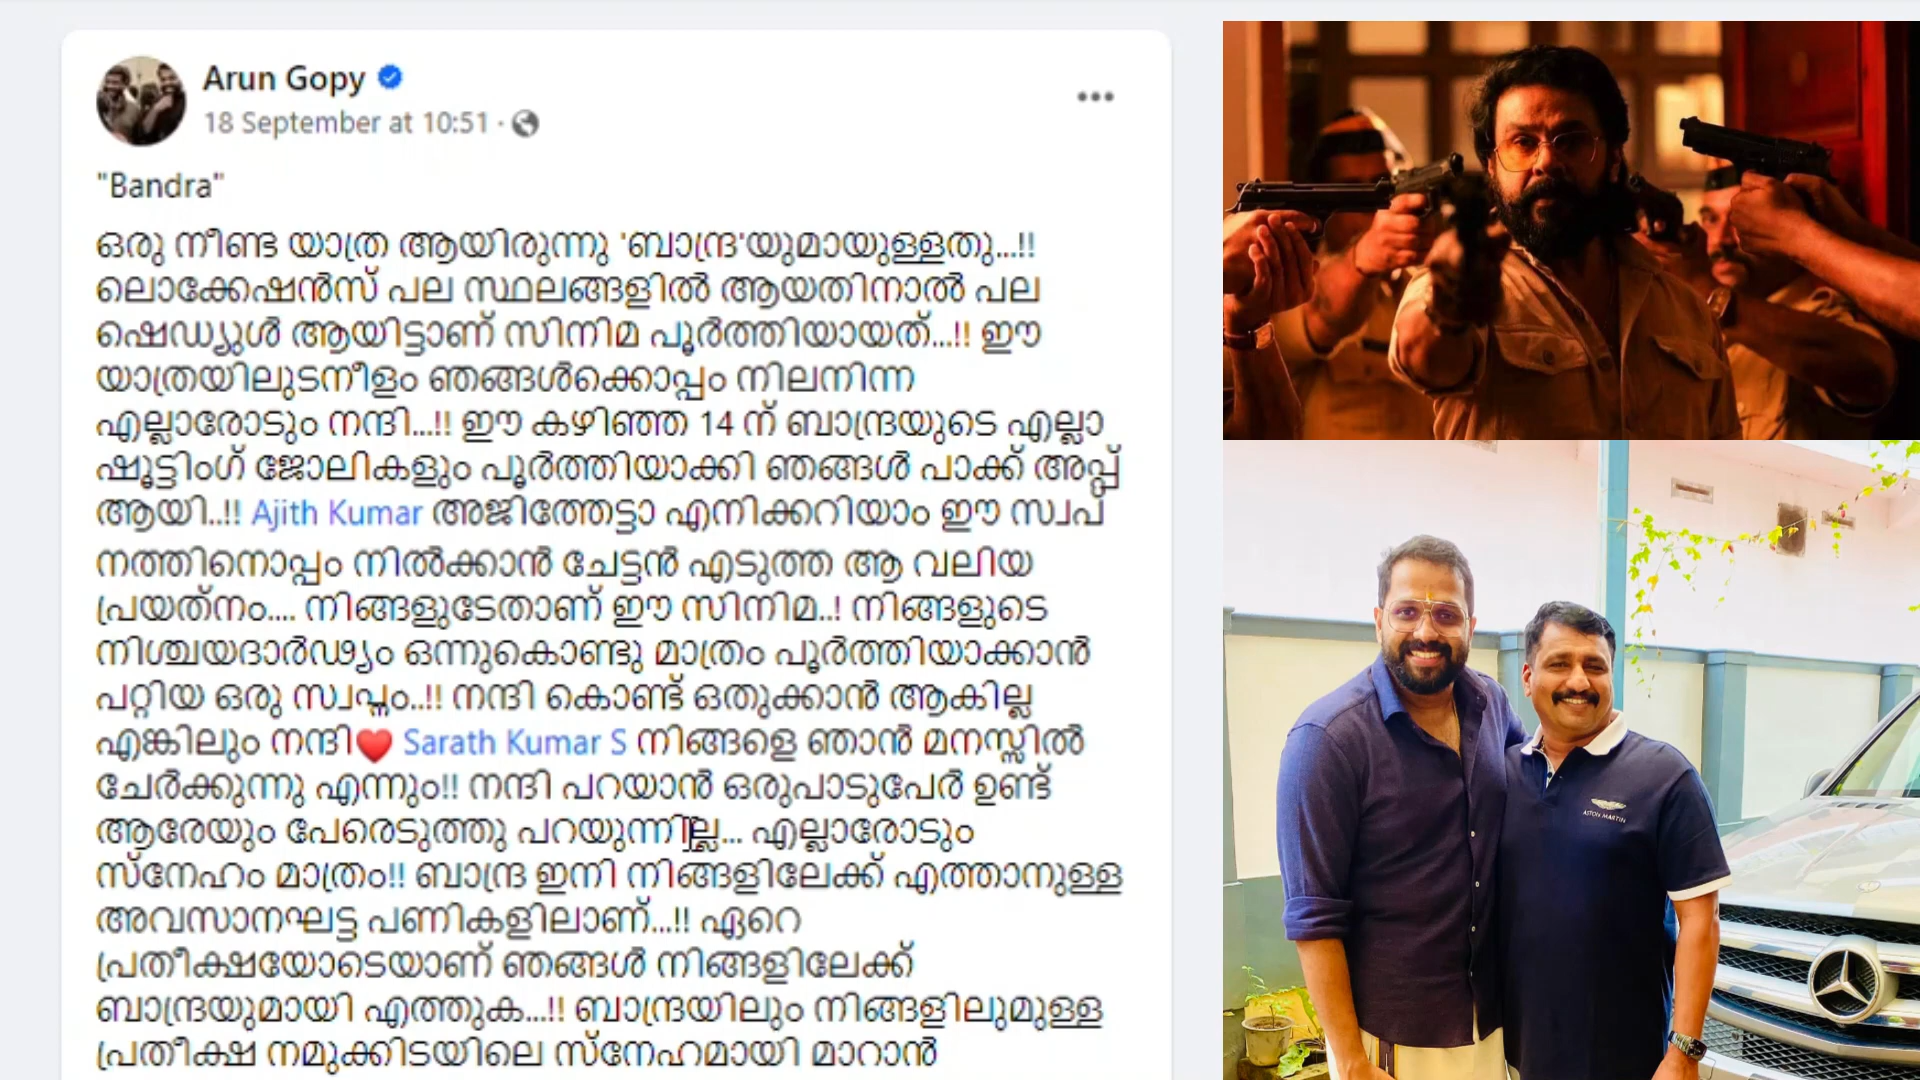 Arun Gopy
18 September at 10:51 ·
"Bandra"
ഒരു നീണ്ട യാത്ര ആയിരുന്നു 'ബാന്ദ്ര'യുമായുള്ളതു...!!
ലൊക്കേഷൻസ് പല സ്ഥലങ്ങളിൽ ആയതിനാൽ പല
ഷെഡ്യുൾ ആയിട്ടാണ് സിനിമ പൂർത്തിയായത്...!! ഈ
യാത്രയിലുടനീളം ഞങ്ങൾക്കൊപ്പം നിലനിന്ന
എല്ലാരോടും നന്ദി...!! ഈ കഴിഞ്ഞ 14 ന് ബാന്ദ്രയുടെ എല്ലാ
ഷൂട്ടിംഗ് ജോലികളും പൂർത്തിയാക്കി ഞങ്ങൾ പാക്ക് അപ്പ്
ആയി..!! Ajith Kumar അജിത്തേട്ടാ എനിക്കറിയാം ഈ സ്വപ്
നത്തിനൊപ്പം നിൽക്കാൻ ചേട്ടൻ എടുത്ത ആ വലിയ
പ്രയത്‌നം.... നിങ്ങളുടേതാണ് ഈ സിനിമ..! നിങ്ങളുടെ
നിശ്ചയദാർഢ്യം ഒന്നുകൊണ്ടു മാത്രം പൂർത്തിയാക്കാൻ
പറ്റിയ ഒരു സ്വപ്നം..!! നന്ദി കൊണ്ട് ഒതുക്കാൻ ആകില്ല
എങ്കിലും നന്ദി❤️ Sarath Kumar S നിങ്ങളെ ഞാൻ മനസ്സിൽ
ചേർക്കുന്നു എന്നും!! നന്ദി പറയാൻ ഒരുപാടുപേർ ഉണ്ട്
ആരേയും പേരെടുത്തു പറയുന്നില്ല... എല്ലാരോടും
സ്നേഹം മാത്രം!! ബാന്ദ്ര ഇനി നിങ്ങളിലേക്ക് എത്താനുള്ള
അവസാനഘട്ട പണികളിലാണ്...!! ഏറെ
പ്രതീക്ഷയോടെയാണ് ഞങ്ങൾ നിങ്ങളിലേക്ക്
ബാന്ദ്രയുമായി എത്തുക...!! ബാന്ദ്രയിലും നിങ്ങളിലുമുള്ള
പ്രതീക്ഷ നമുക്കിടയിലെ സ്നേഹമായി മാറാൻ
ASTON MARTIN